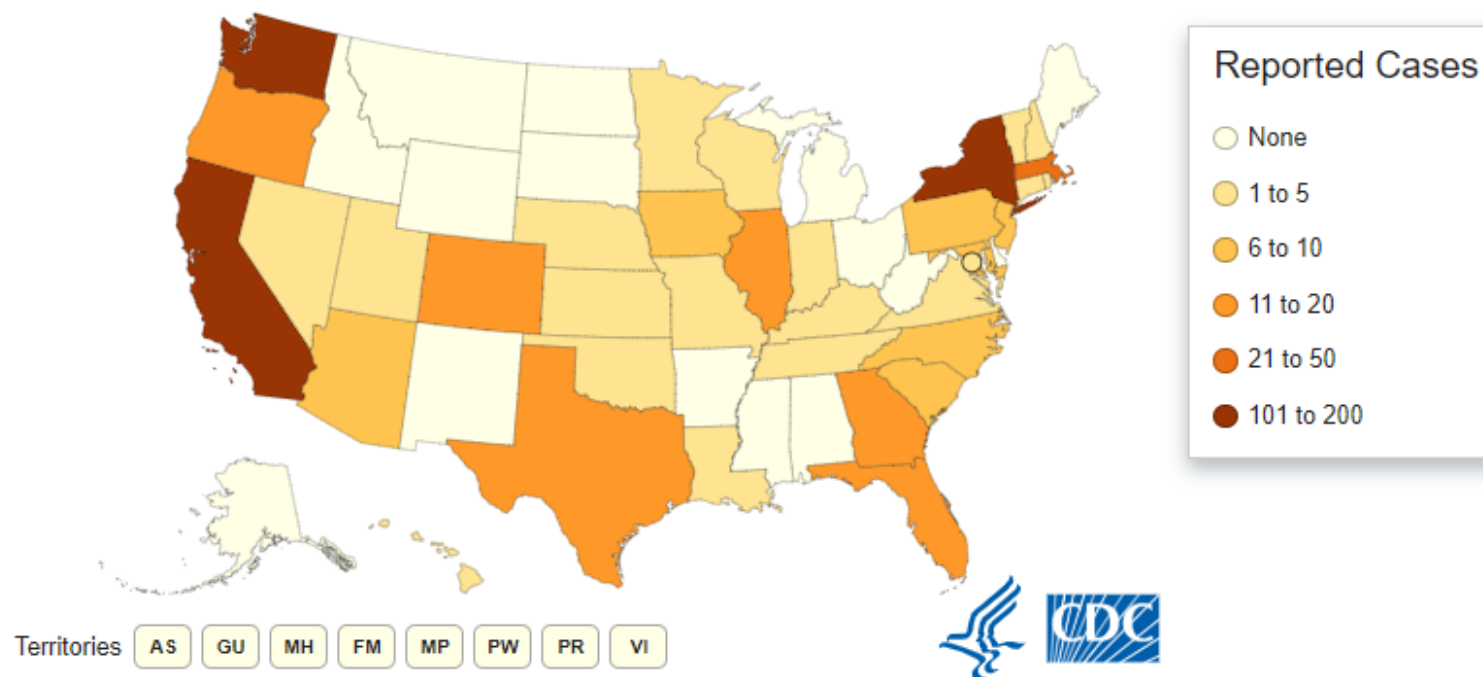 Reported Cases
None
1 to 5
6 to 10
11 to 20
21 to 50
101 to 200
Territories AS GU MH FM MP PW PR VI
CDC